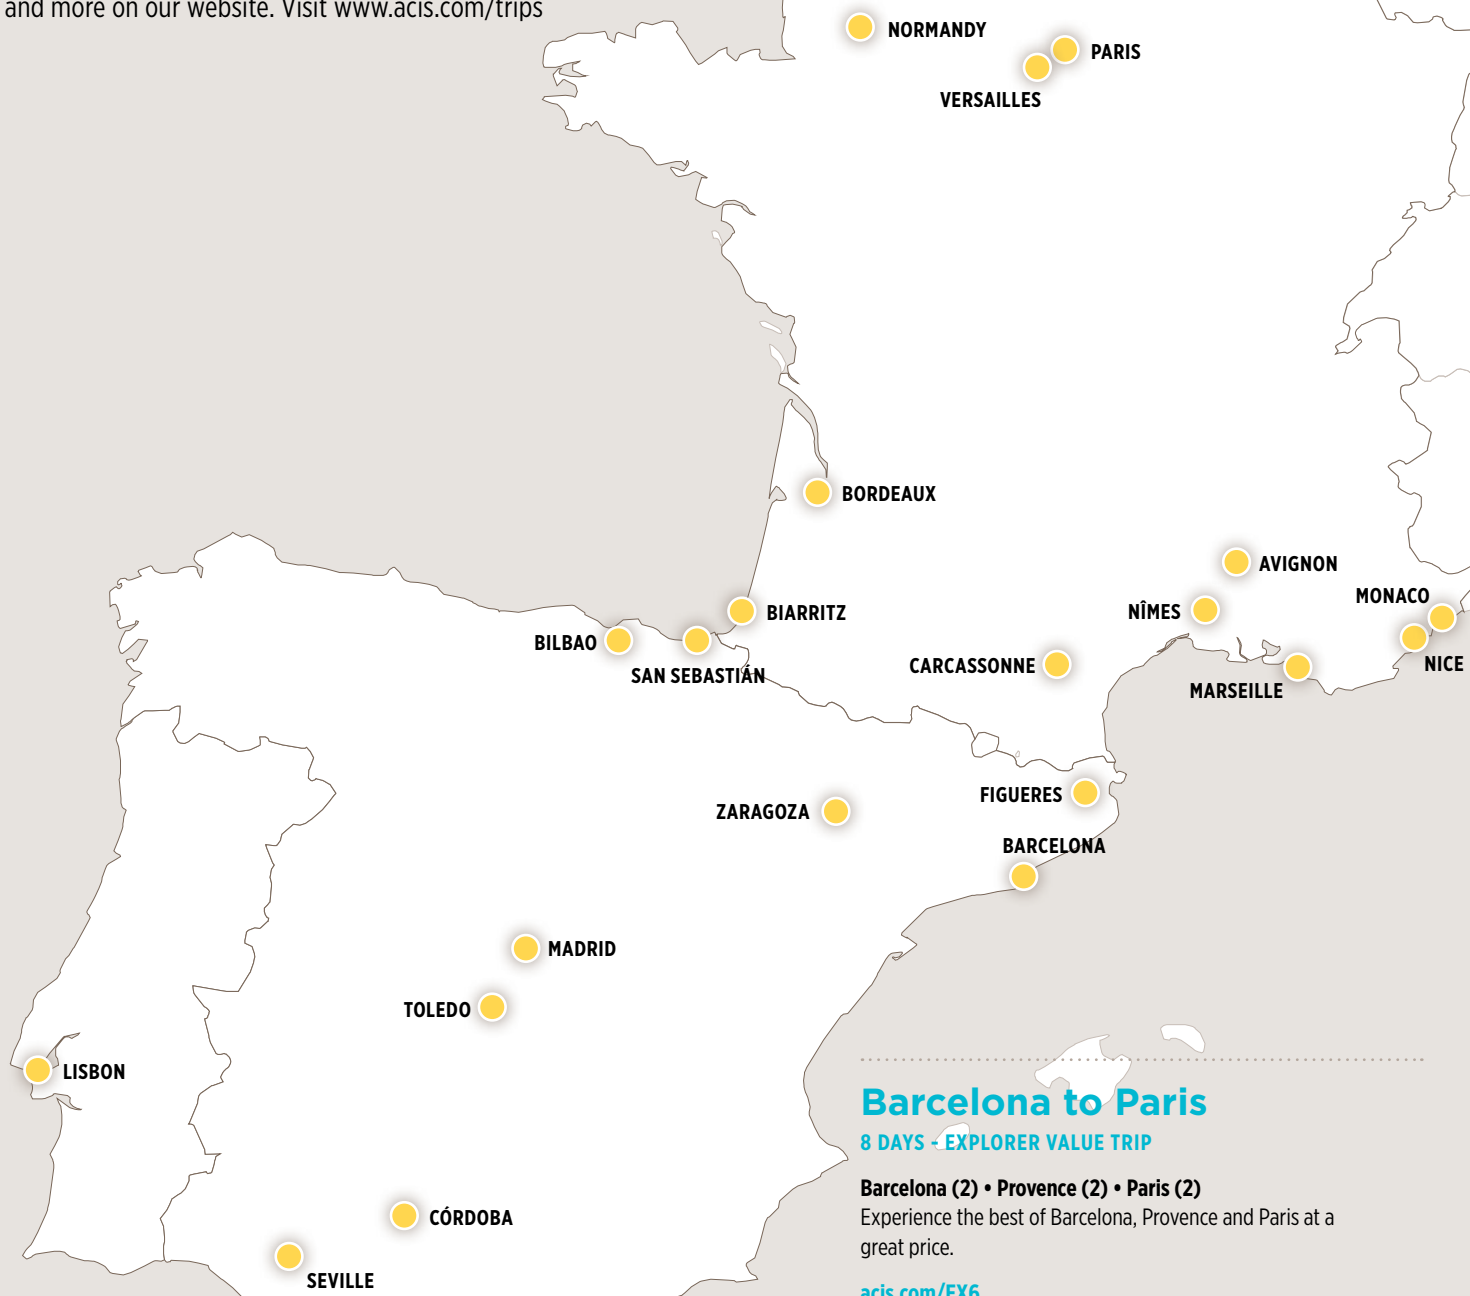 and more on our website. Visit www.acis.com/trips
NORMANDY
PARIS
VERSAILLES
BORDEAUX
AVIGNON
MONACO
NÎMES
BIARRITZ
BILBAO
NICE
CARCASSONNE
SAN SEBASTIÁN
MARSEILLE
FIGUERES
ZARAGOZA
BARCELONA
MADRID
TOLEDO
LISBON
Barcelona to Paris
8 DAYS - EXPLORER VALUE TRIP
Barcelona (2) • Provence (2) • Paris (2)
Experience the best of Barcelona, Provence and Paris at a
great price.
CÓRDOBA
SEVILLE
acis.com/EX6